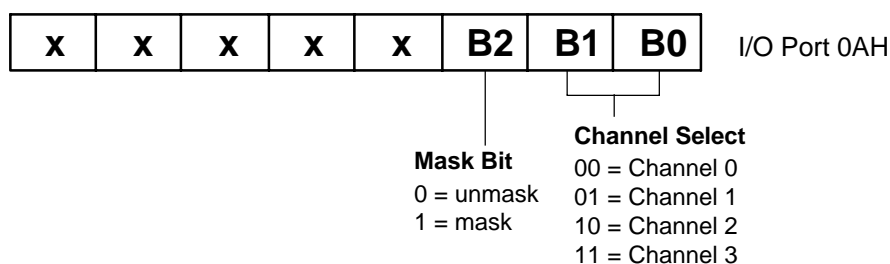 x x x x x B2 B1 B0 I/O Port 0AH
Mask Bit
0 = unmask
1 = mask
Channel Select
00 = Channel 0
01 = Channel 1
10 = Channel 2
11 = Channel 3